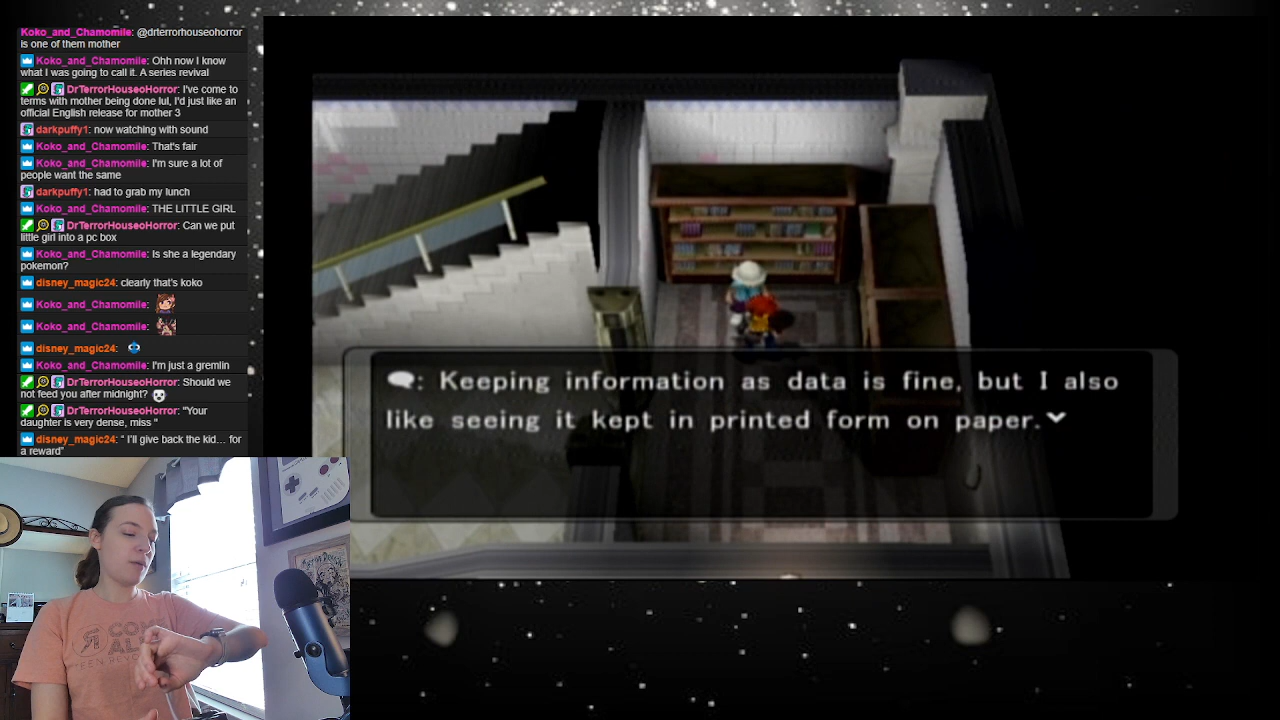 Koko_and_Chamomile: @drterrorhouseohorror
is one of them mother
Koko_and_Chamomile: Ohh now I know
what I was going to call it. A series revival
DrTerrorHouseoHorror: I've come to
terms with mother being done lul, I'd just like an
official English release for mother 3
darkpuffy1: now watching with sound
Koko_and_Chamomile: That's fair
Koko_and_Chamomile: I'm sure a lot of
people want the same
darkpuffy1: had to grab my lunch
Koko_and_Chamomile: THE LITTLE GIRL
DrTerrorHouseoHorror: Can we put
little girl into a pc box
Koko_and_Chamomile: Is she a legendary
pokemon?
disney_magic24: clearly that's koko
Koko_and_Chamomile:
Koko_and_Chamomile:
disney_magic24:
Koko_and_Chamomile: I'm just a gremlin
DrTerrorHouseoHorror: Should we
not feed you after midnight?
DrTerrorHouseoHorror: "Your
daughter is very dense, miss "
disney_magic24: " I'll give back the kid… for
a reward"
: Keeping information as data is fine, but I also
like seeing it kept in printed form on paper.
COM
AL
EEN REVO